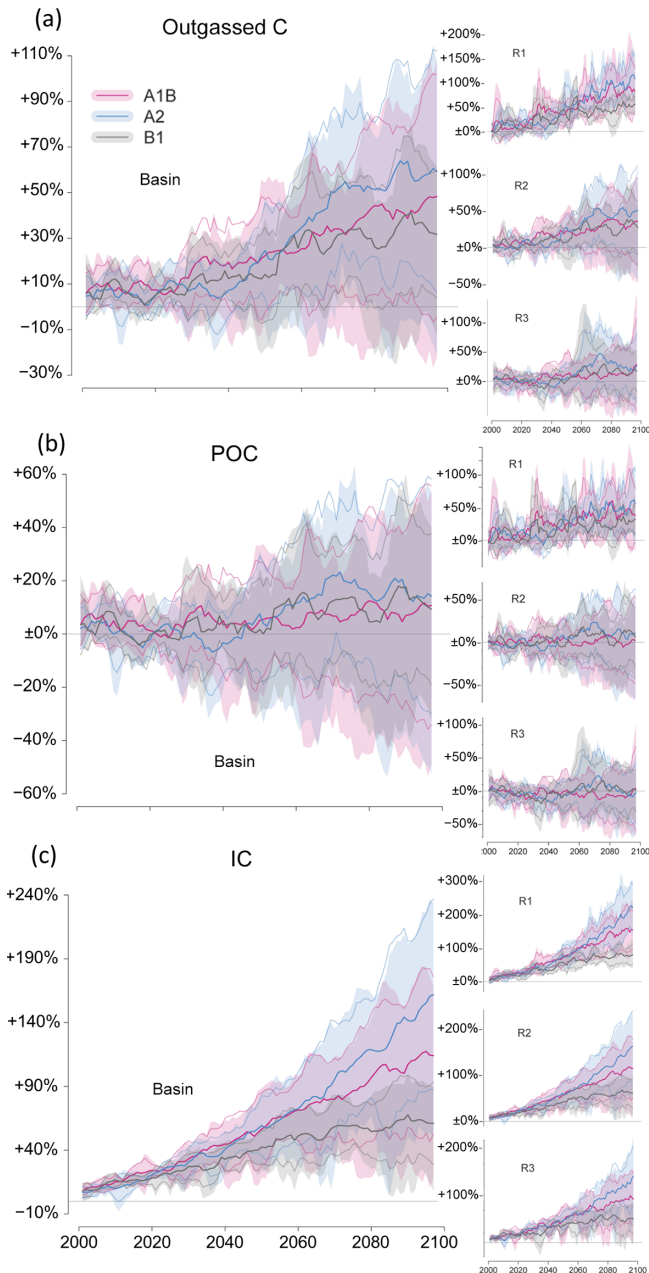 (a)
Outgassed C
+110%
+90%
+70%
+50%
+30%
+10%
−10%
−30%
A1B
A2
B1
Basin
+200%
+150%
+100%
+50%
±0%
R1
+100%
+50%
±0%
−50%
R2
+100%
+50%
±0%
R3
2000 2020 2040 2060 2080 2100
(b)
POC
+60%
+40%
+20%
±0%
−20%
−40%
−60%
Basin
+100%
+50%
±0%
R1
+50%
±0%
−50%
R2
+100%
+50%
±0%
−50%
R3
:000 2020 2040 2060 2080 2100
(c)
IC
+240%
+190%
+140%
+90%
+40%
−10%
Basin
2000 2020 2040 2060 2080 2100
+300%
+200%
+100%
±0%
R1
+200%
+100%
±0%
R2
+200%
+100%
R3
2000 2020 2040 2060 2080 2100